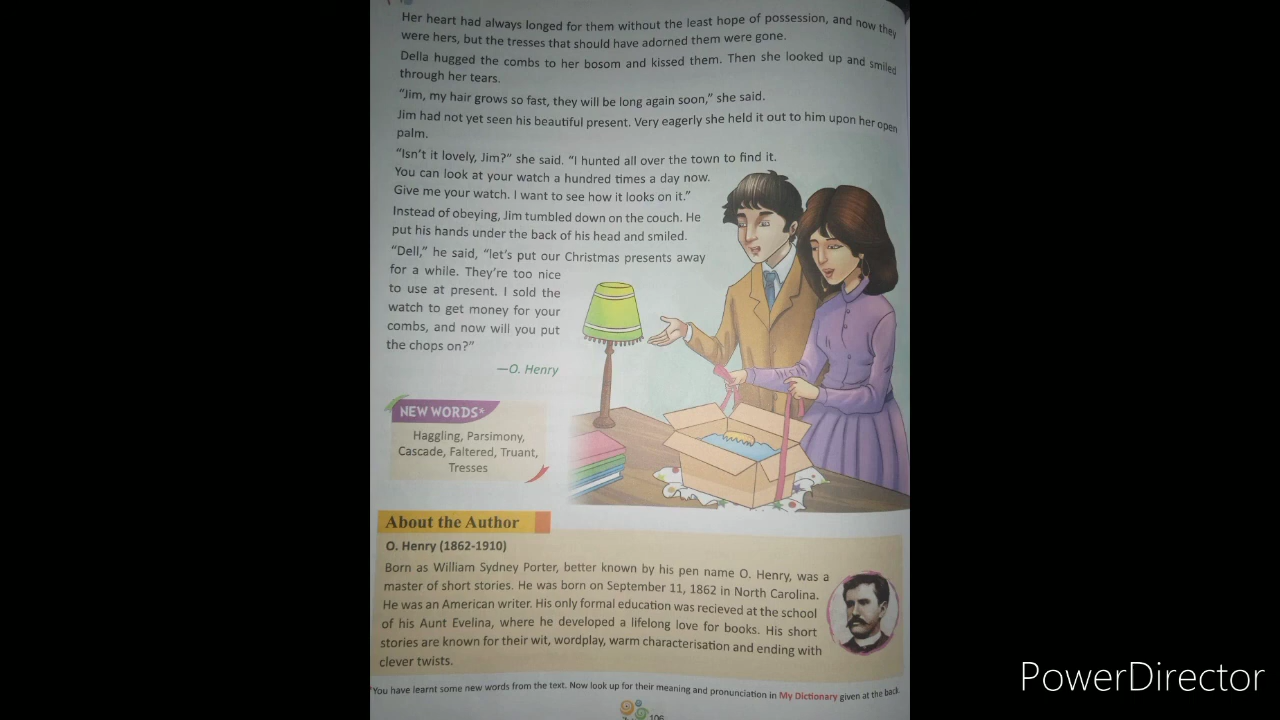 Her heart had always longed for them without the least hope of possession, and now they
were hers, but the tresses that should have adorned them were gone.
Della hugged the combs to her bosom and kissed them. Then she looked up and smiled
through her tears.
“Jim, my hair grows so fast, they will be long again soon,” she said.
Jim had not yet seen his beautiful present. Very eagerly she held it out to him upon her open
palm.
“Isn’t it lovely, Jim?” she said. “I hunted all over the town to find it.
You can look at your watch a hundred times a day now.
Give me your watch. I want to see how it looks on it.”
Instead of obeying, Jim tumbled down on the couch. He
put his hands under the back of his head and smiled.
“Dell,” he said, “let’s put our Christmas presents away
for a while. They’re too nice
to use at present. I sold the
watch to get money for your
combs, and now will you put
the chops on?”
—O. Henry
NEW WORDS*
Haggling, Parsimony,
Cascade, Faltered, Truant,
Tresses
About the Author
O. Henry (1862-1910)
Born as William Sydney Porter, better known by his pen name O. Henry, was a
master of short stories. He was born on September 11, 1862 in North Carolina.
He was an American writer. His only formal education was recieved at the school
of his Aunt Evelina, where he developed a lifelong love for books. His short
stories are known for their wit, wordplay, warm characterisation and ending with
clever twists.
*You have learnt some new words from the text. Now look up for their meaning and pronunciation in My Dictionary given at the back.
106
PowerDirector